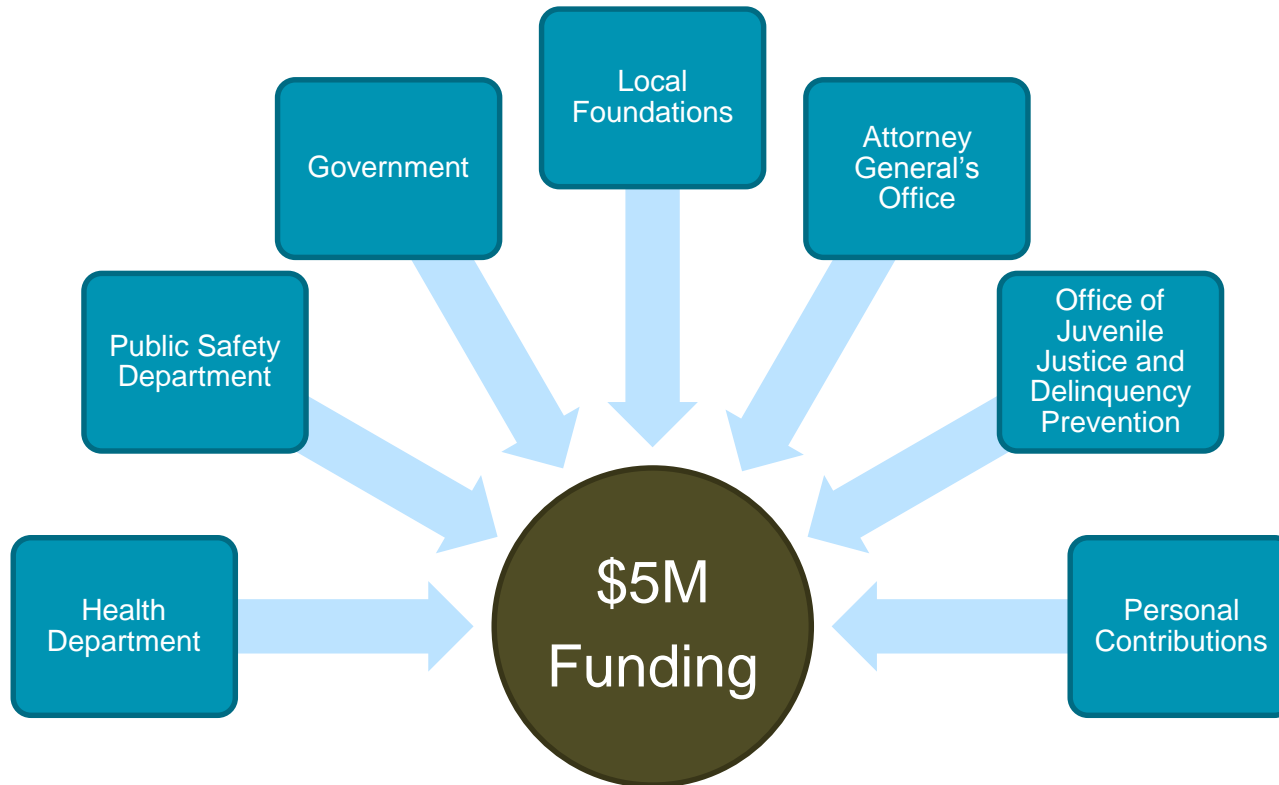 Local
Foundations
Government
Attorney
General’s
Office
Public Safety
Department
Office of
Juvenile
Justice and
Delinquency
Prevention
Health
Department
$5M
Funding
Personal
Contributions